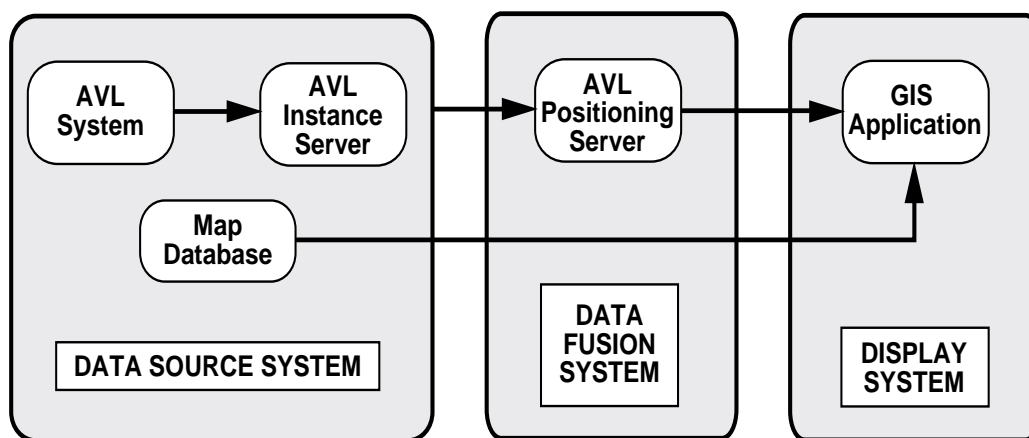 AVL
System
AVL
Instance
Server
Map
Database
DATA SOURCE SYSTEM
AVL
Positioning
Server
DATA
FUSION
SYSTEM
GIS
Application
DISPLAY
SYSTEM